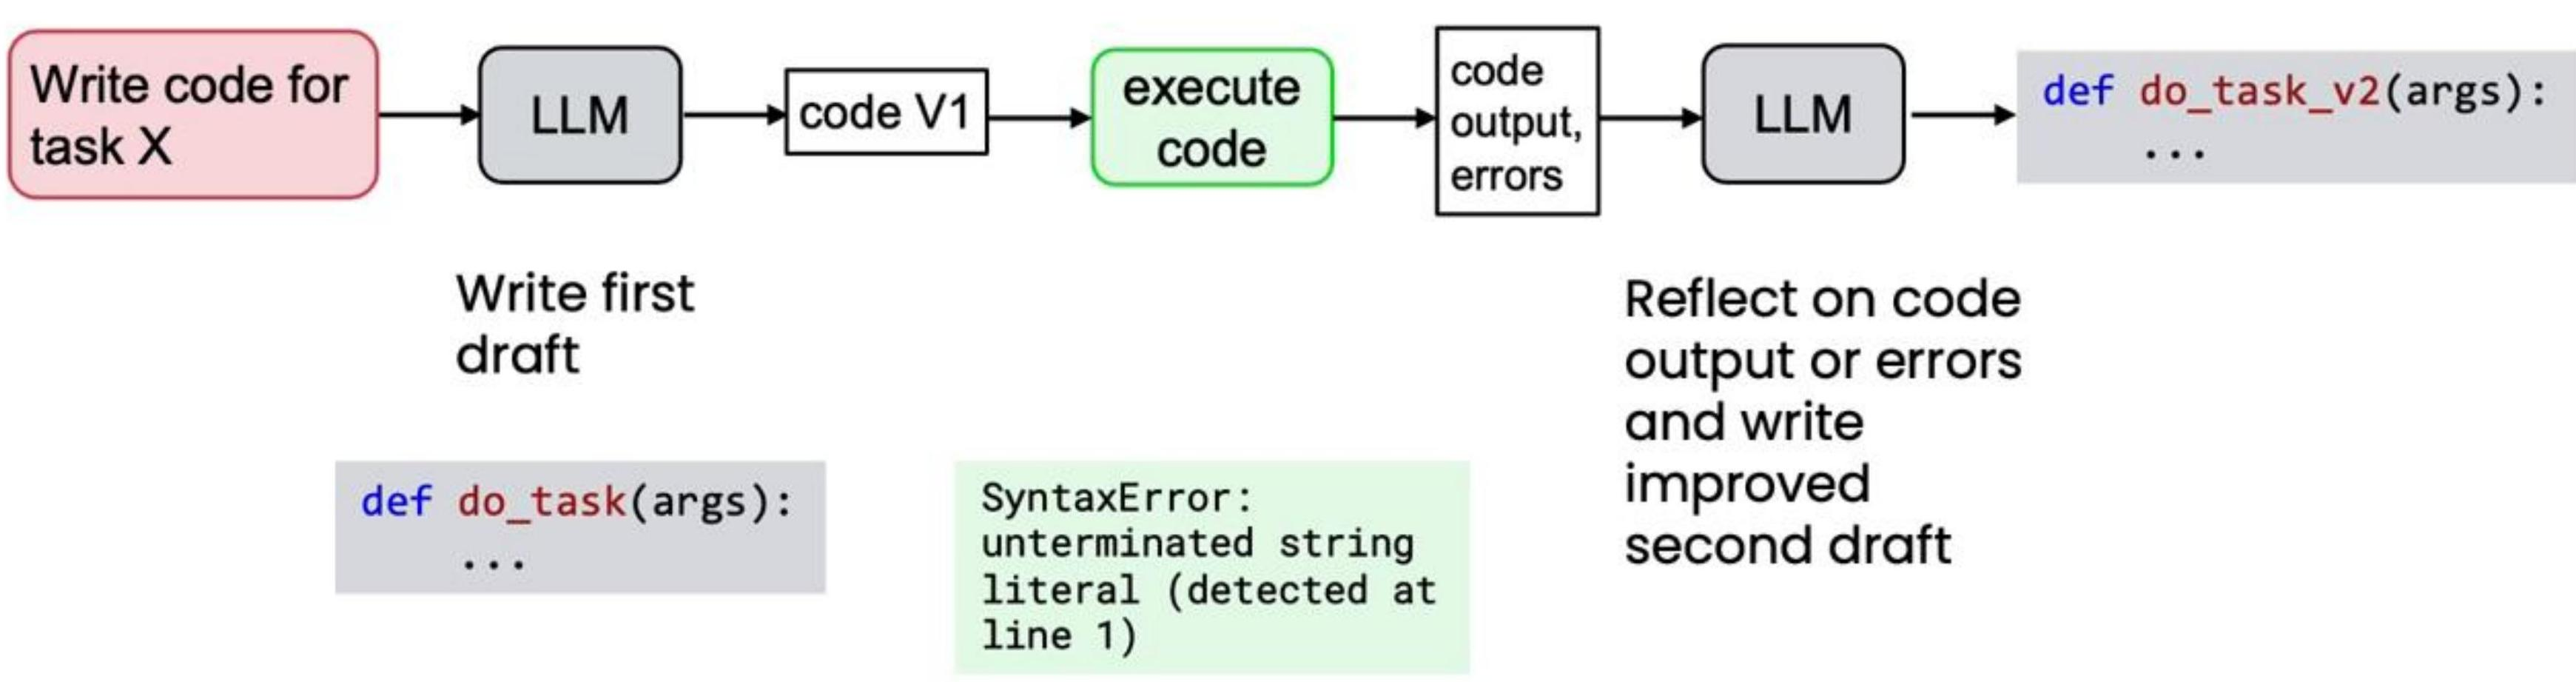 Write code for
task X
LLM
code V1
execute
code
code
output,
errors
LLM
def do_task_v2(args):
...
Write first
draft
Reflect on code
output or errors
and write
improved
second draft
def do_task(args):
...
SyntaxError:
unterminated string
literal (detected at
line 1)